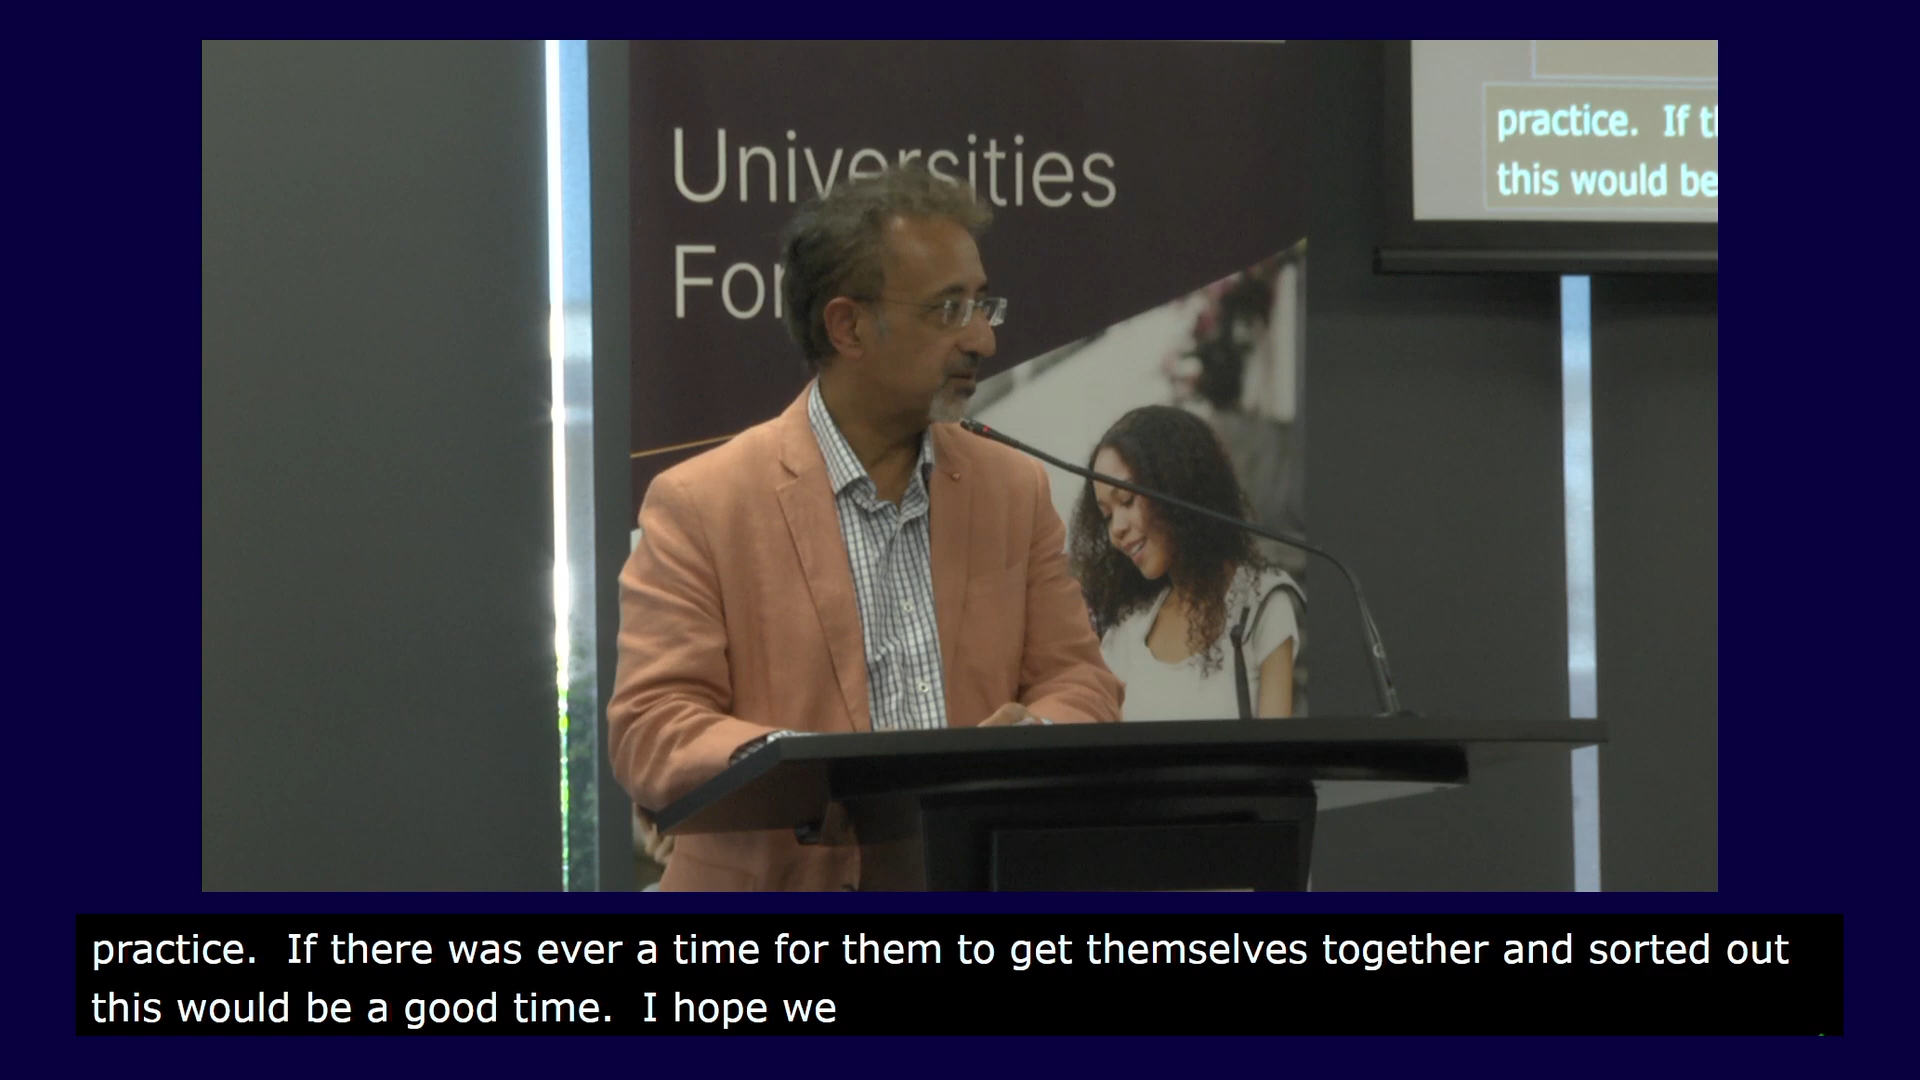 Universities
For
practice.  If t
this would be
practice.  If there was ever a time for them to get themselves together and sorted out
this would be a good time.  I hope we